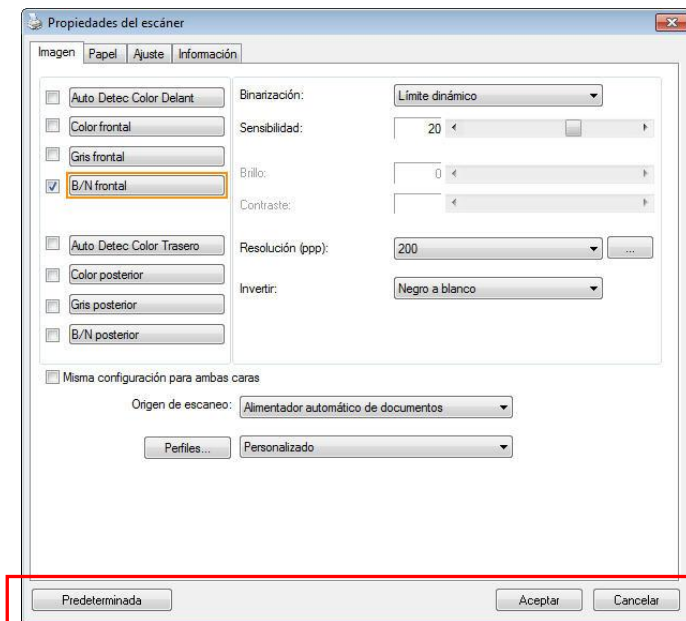 Propiedades del escáner
Imagen Papel Ajuste Información
Auto Detec Color Delant
Color frontal
Gris frontal
B/N frontal
Auto Detec Color Trasero
Color posterior
Gris posterior
B/N posterior
Binarización: Límite dinámico
Sensibilidad: 20
Brillo: 0
Contraste:
Resolución (ppp): 200 ...
Invertir: Negro a blanco
Misma configuración para ambas caras
Origen de escaneo: Alimentador automático de documentos
Perfiles... Personalizado
Predeterminada Aceptar Cancelar